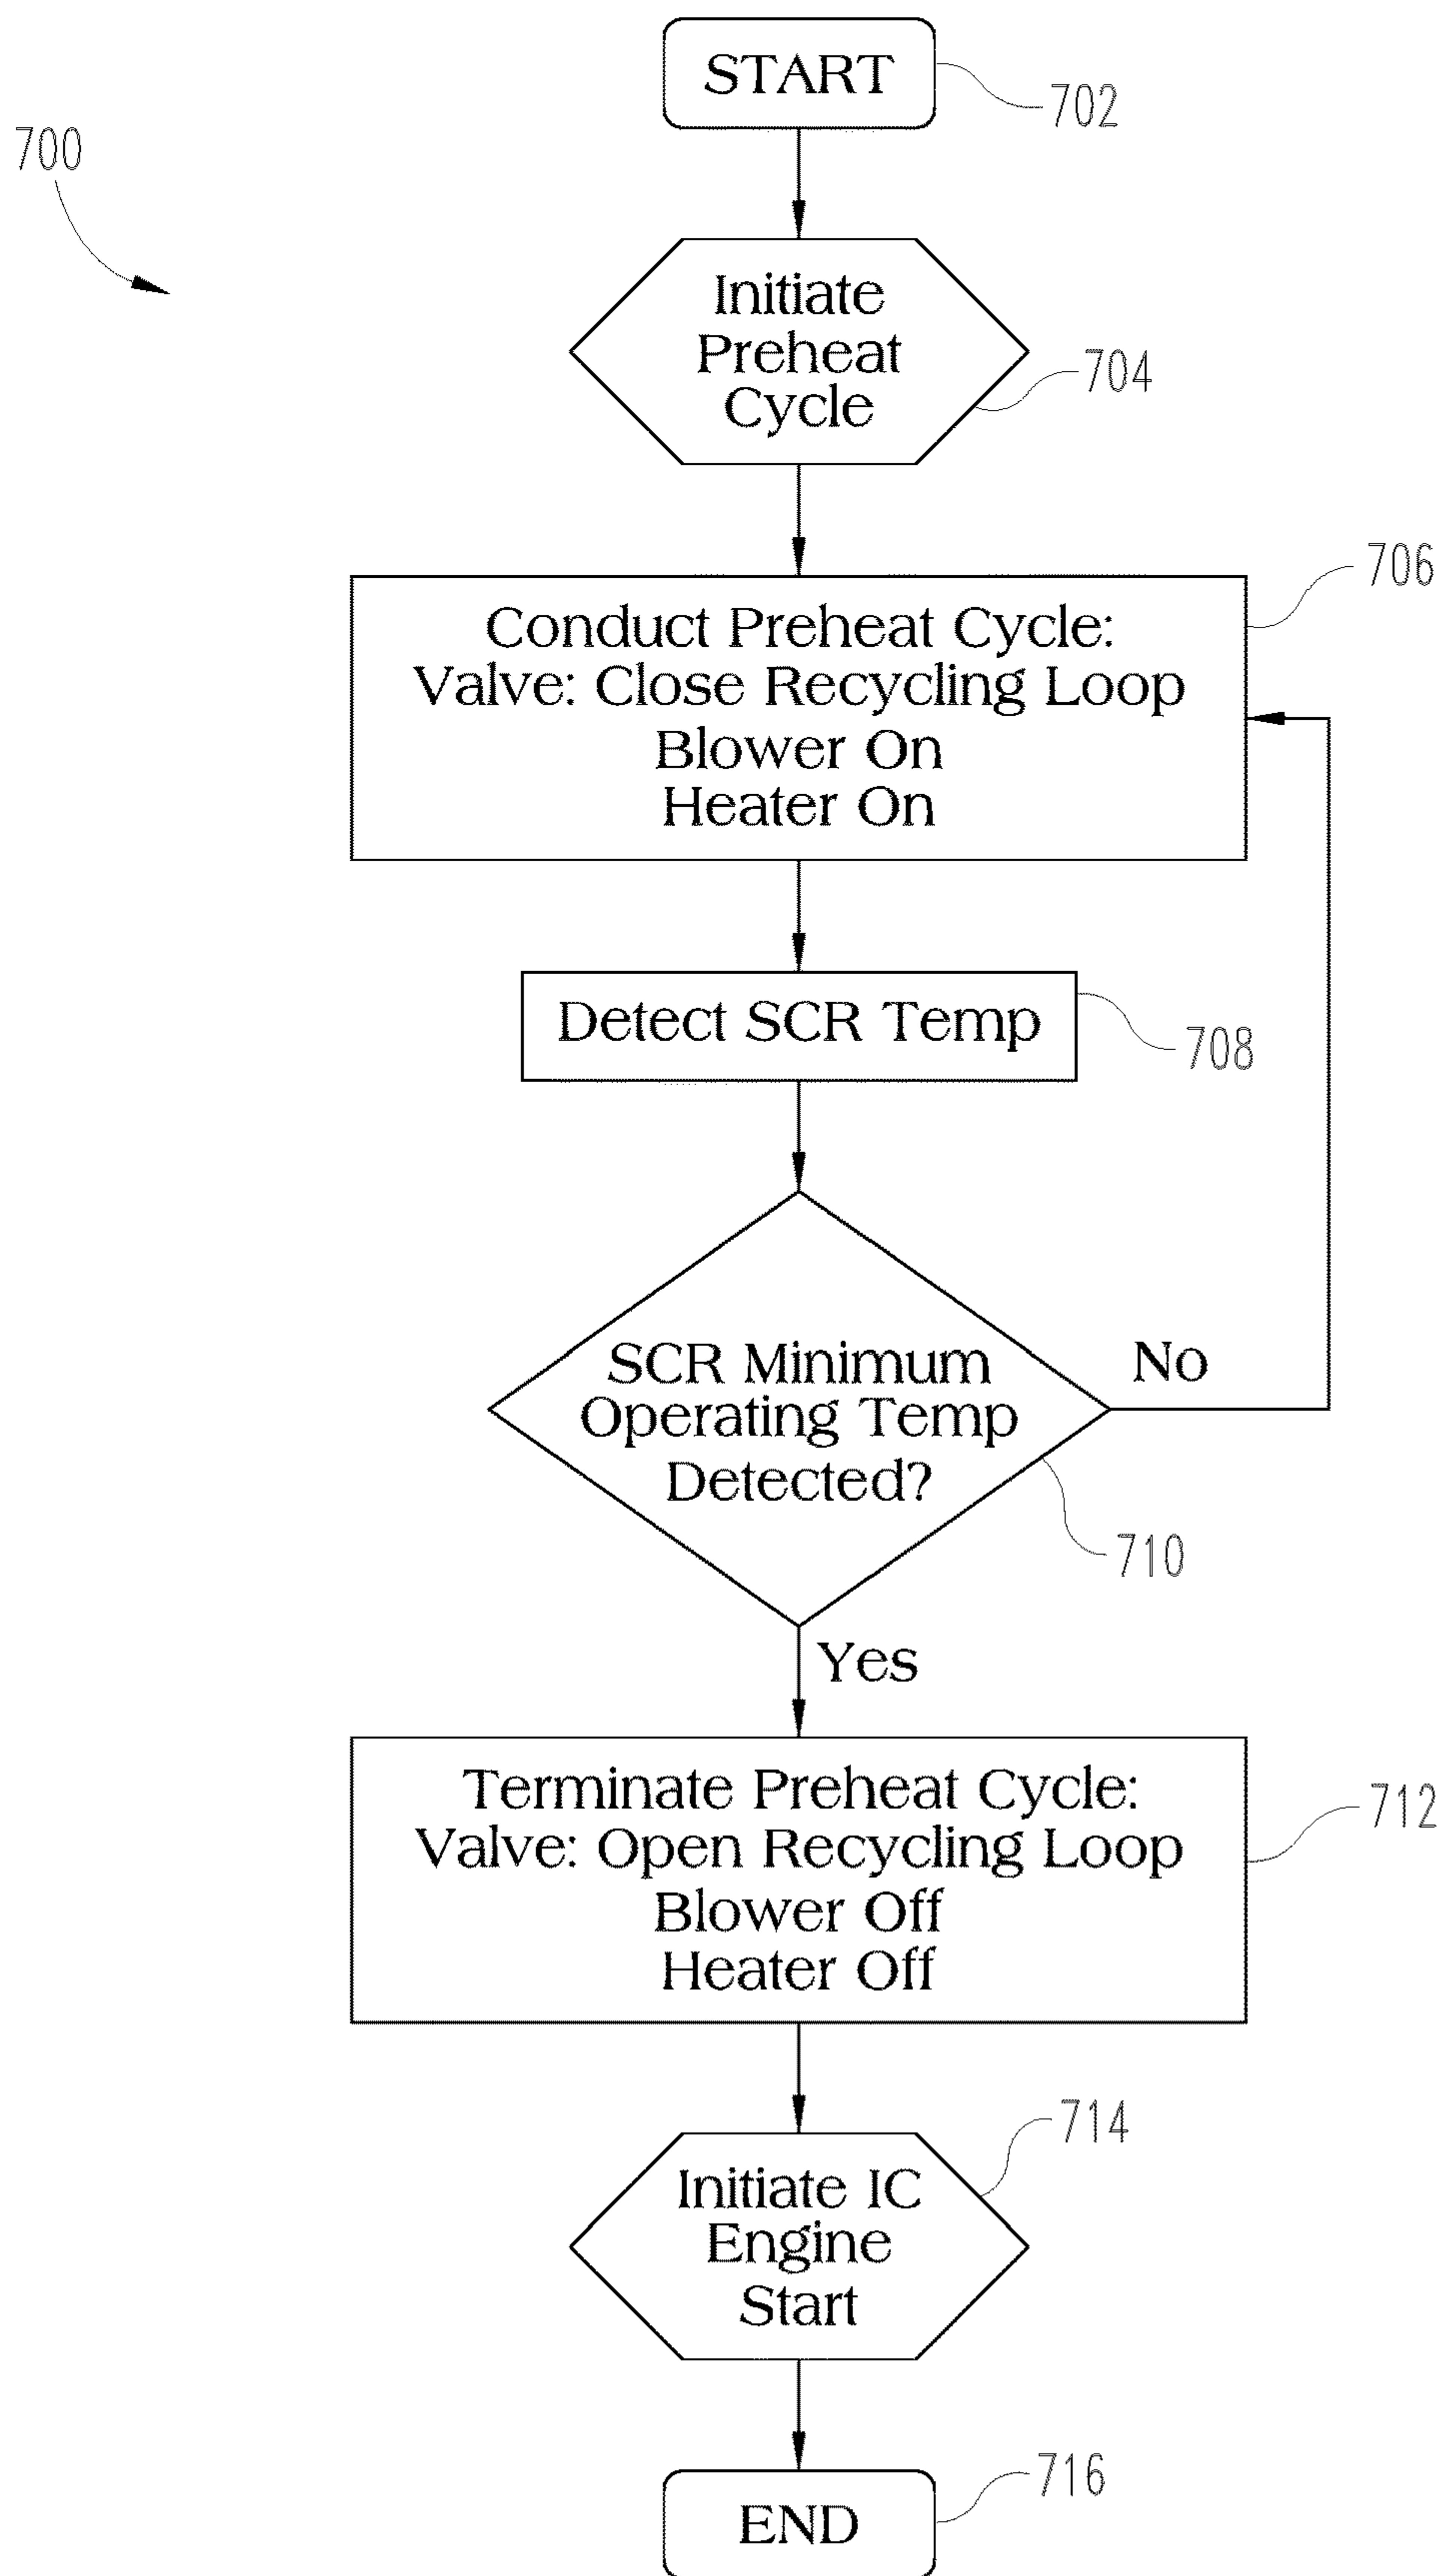 START
702
700
Initiate
Preheat
Cycle
704
706
Conduct Preheat Cycle:
Valve: Close Recycling Loop
Blower On
Heater On
Detect SCR Temp
708
SCR Minimum
Operating Temp
Detected?
No
710
Yes
Terminate Preheat Cycle:
Valve: Open Recycling Loop
Blower Off
Heater Off
712
714
Initiate IC
Engine
Start
716
END